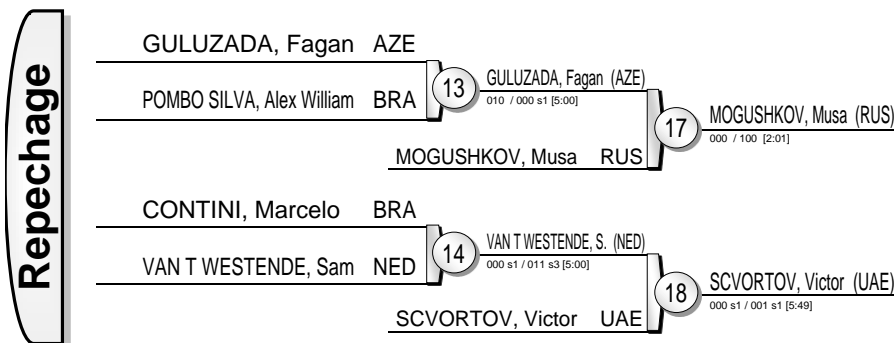 Repechage
GULUZADA, Fagan AZE
POMBO SILVA, Alex William BRA
13
GULUZADA, Fagan (AZE)
010 / 000 s1 [5:00]
MOGUSHKOV, Musa RUS
17
MOGUSHKOV, Musa (RUS)
000 / 100 [2:01]
CONTINI, Marcelo BRA
VAN T WESTENDE, Sam NED
14
VAN T WESTENDE, S. (NED)
000 s1 / 011 s3 [5:00]
SCVORTOV, Victor UAE
18
SCVORTOV, Victor (UAE)
000 s1 / 001 s1 [5:49]